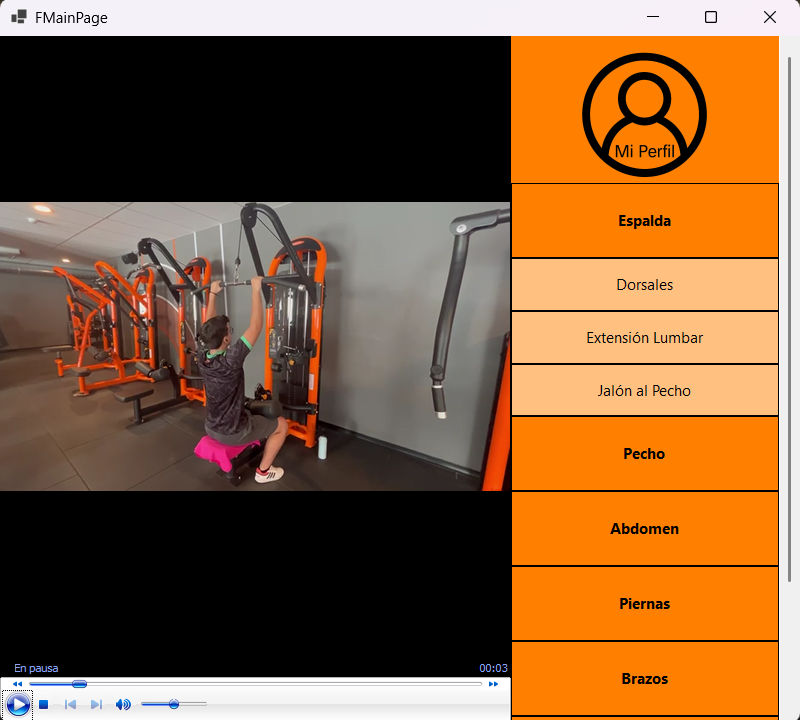 FMainPage
Mi Perfil
Espalda
Dorsales
Extensión Lumbar
Jalón al Pecho
Pecho
Abdomen
Piernas
Brazos
En pausa
00:03